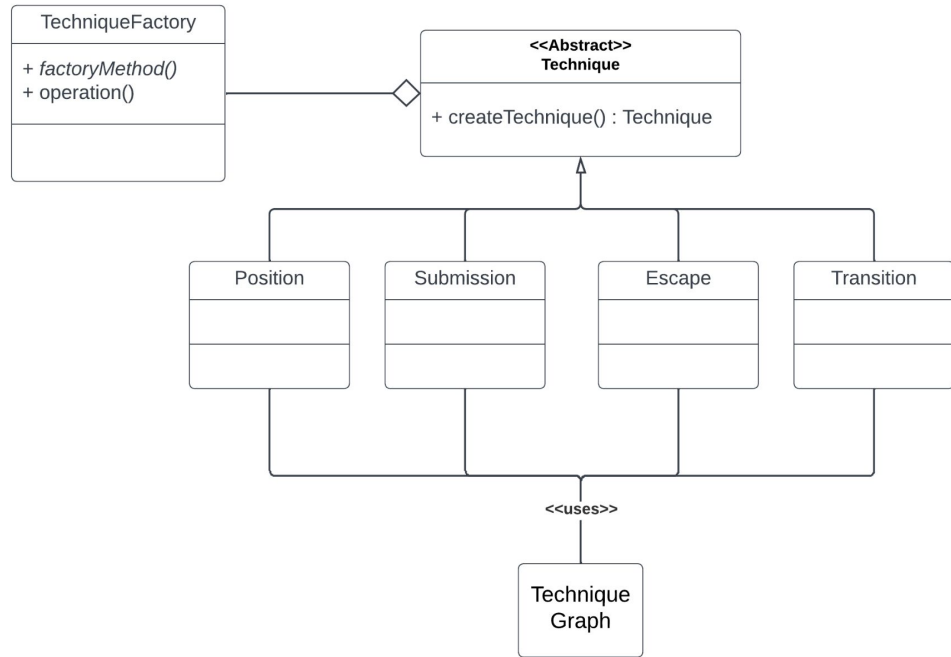 TechniqueFactory
+ factoryMethod()
+ operation()
<<Abstract>>
Technique
+ createTechnique() : Technique
Position
Submission
Escape
Transition
<<uses>>
Technique
Graph